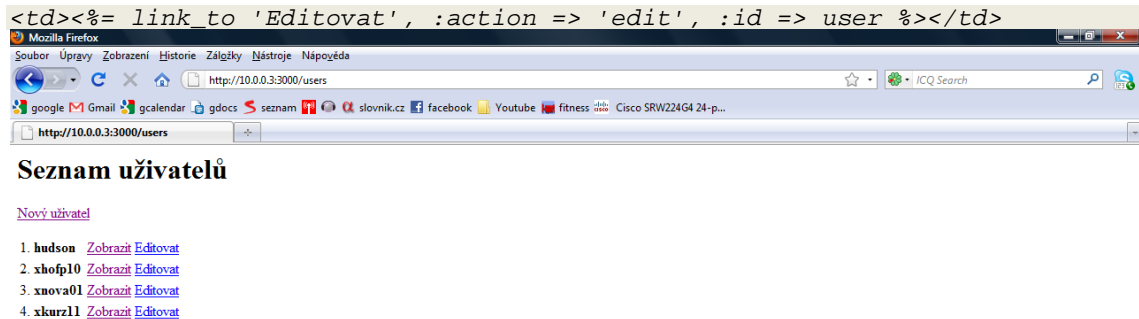 <td><%= link_to 'Editovat', :action => 'edit', :id => user %></td>
Mozilla Firefox
Soubor Úpravy Zobrazení Historie Záložky Nástroje Nápověda
http://10.0.0.3:3000/users ICQ Search
google Gmail gcalendar gdocs seznam slovnik.cz facebook Youtube fitness Cisco SRW224G4 24-p...
http://10.0.0.3:3000/users
Seznam uživatelů
Nový uživatel
1. hudson Zobrazit Editovat
2. xhofp10 Zobrazit Editovat
3. xnova01 Zobrazit Editovat
4. xkurz11 Zobrazit Editovat